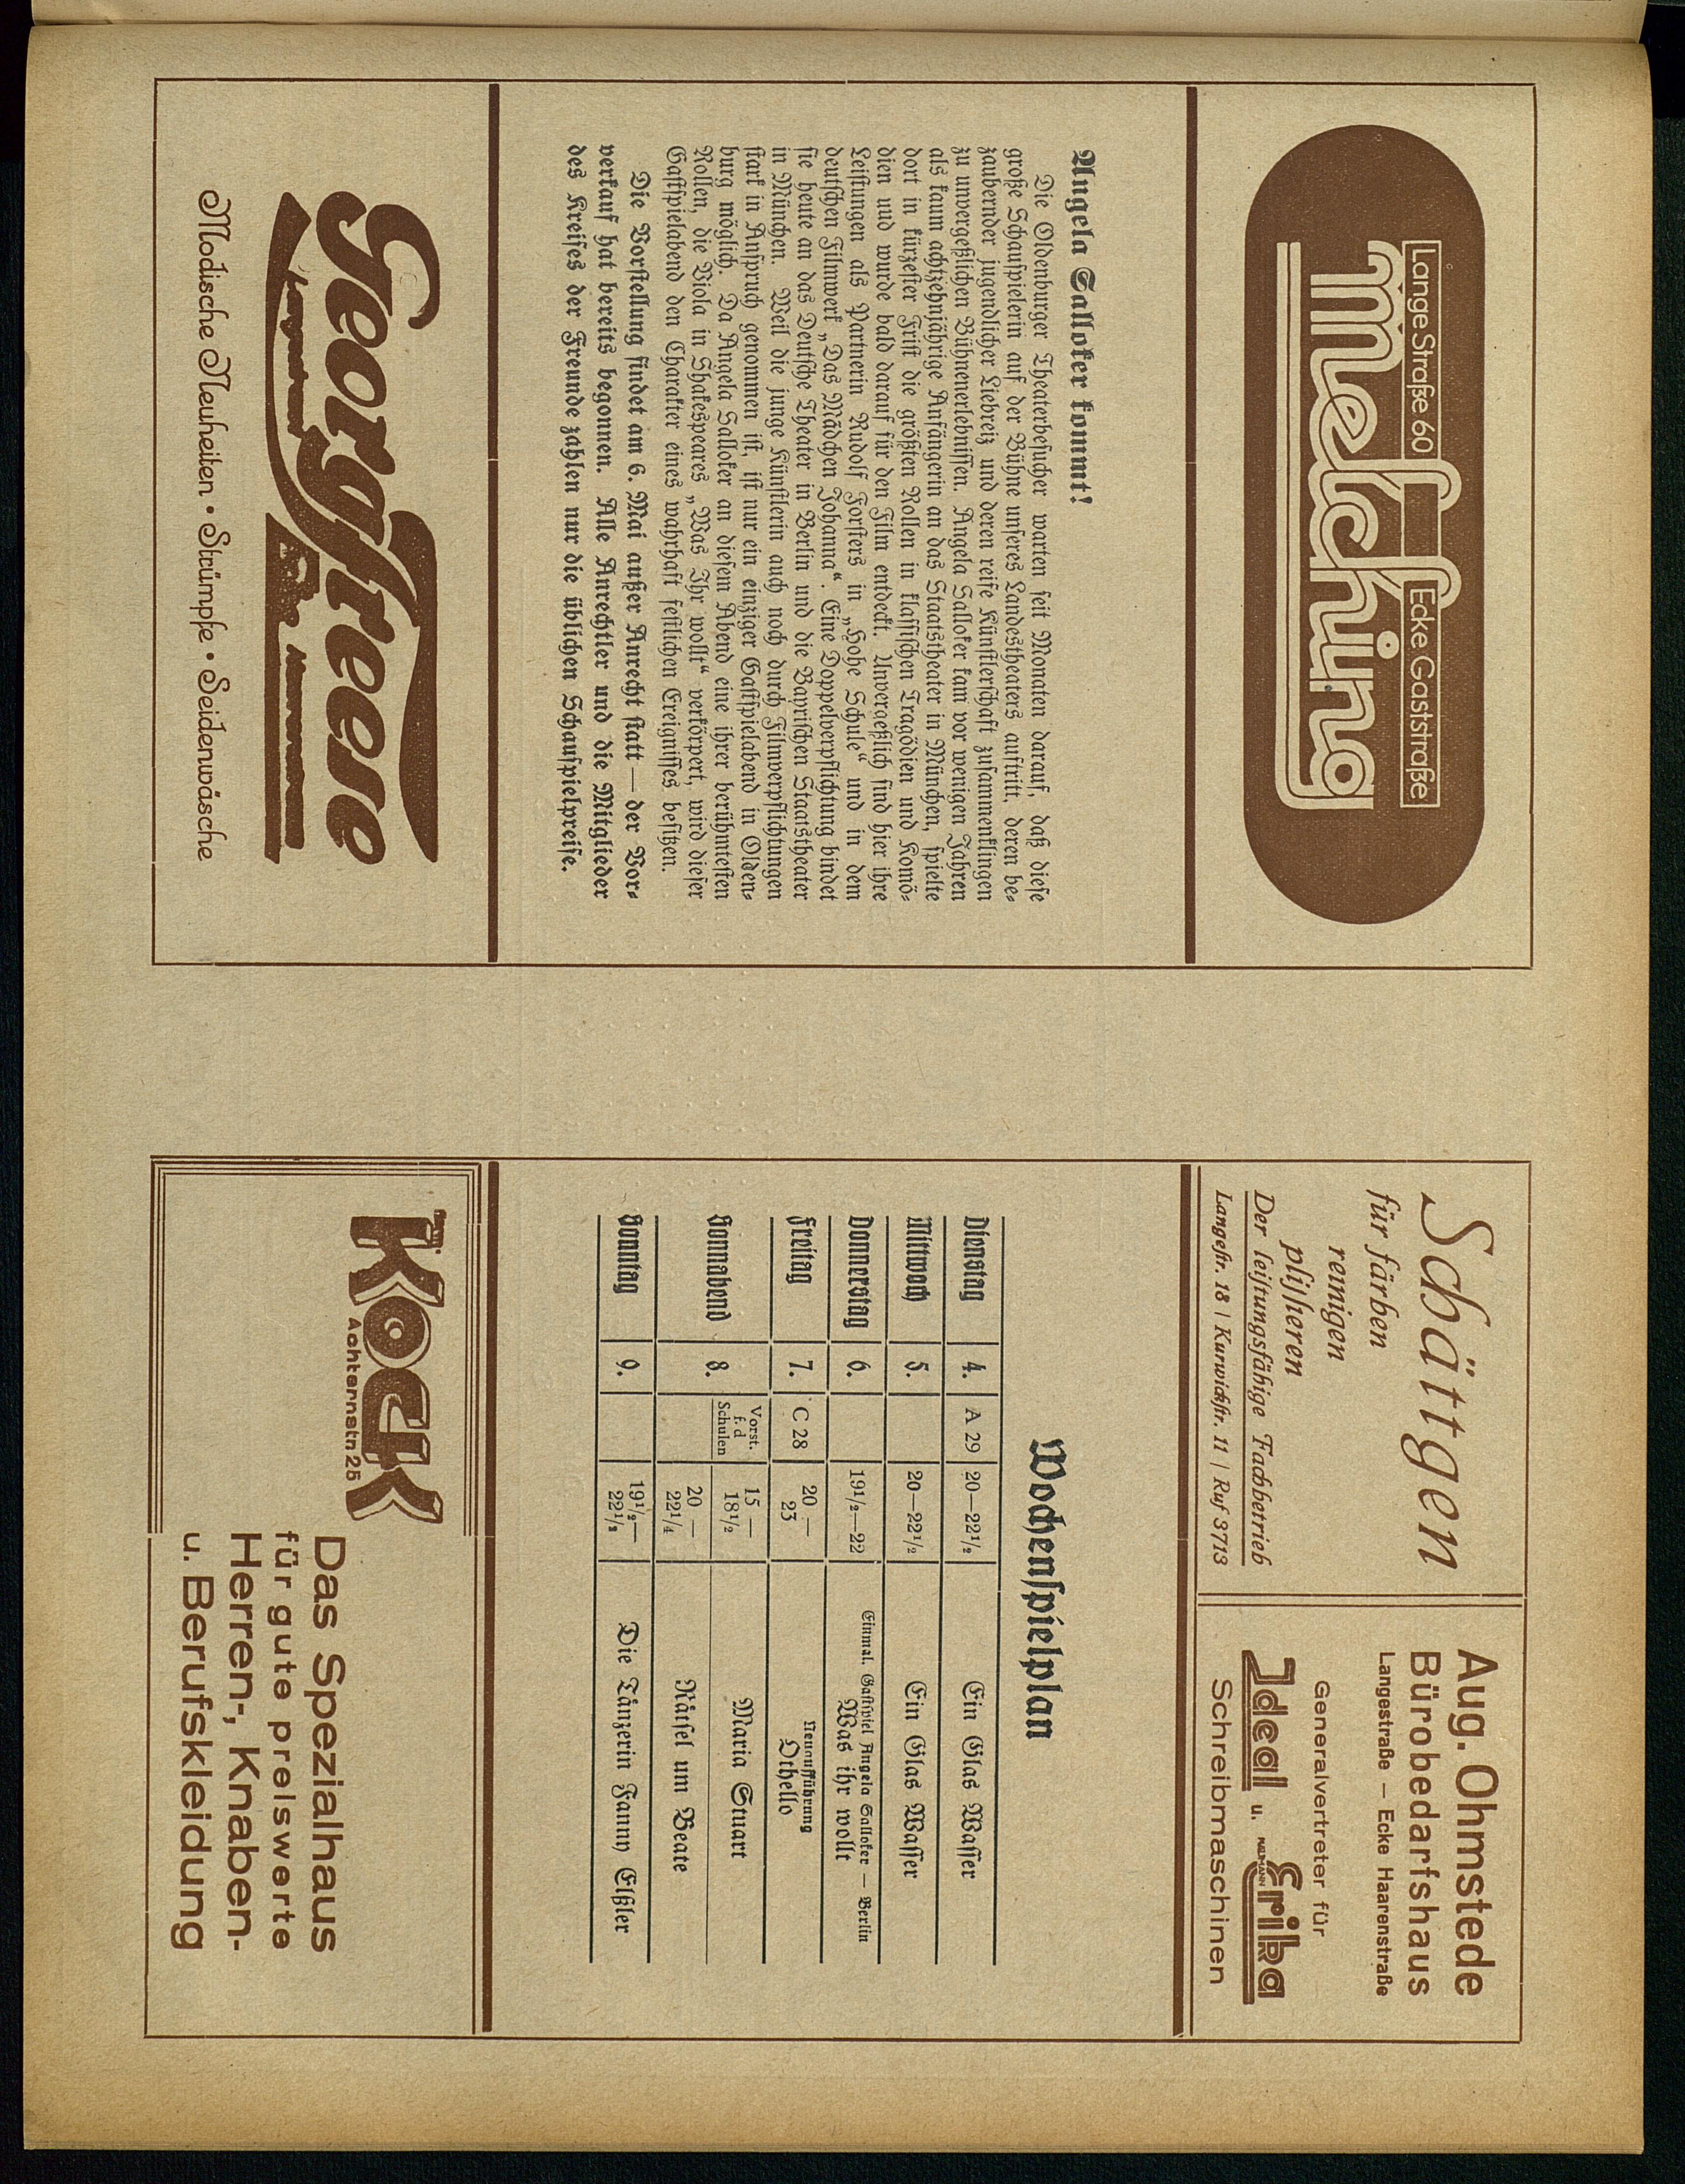 Lange Straße 60 Ecke Gaststraße
Melching
Angela Salloker kommt!
Die Oldenburger Theaterbesucher warten seit Monaten darauf, daß diese
große Schauspielerin auf der Bühne unseres Landestheaters auftritt, deren be-
zaubernder jugendlicher Liebreiz und deren reife Künstlerschaft zusammenklingen
zu unvergeßlichen Bühnenerlebnissen. Angela Salloker kam vor wenigen Jahren
als kaum achtzehnjährige Anfängerin an das Staatstheater in München, spielte
dort in kürzester Frist die größten Rollen in klassischen Tragödien und Komö-
dien und wurde bald darauf für den Film entdeckt. Unvergeßlich sind hier ihre
Leistungen als Partnerin Rudolf Forsters in „Hohe Schule“ und in dem
deutschen Filmwerk „Das Mädchen Johanna“. Eine Doppelverpflichtung bindet
sie heute an das Deutsche Theater in Berlin und die Bayrischen Staatstheater
in München. Weil die junge Künstlerin auch noch durch Filmverpflichtungen
stark in Anspruch genommen ist, ist nur ein einziger Gastspielabend in Olden-
burg möglich. Da Angela Salloker an diesem Abend eine ihrer berühmtesten
Rollen, die Viola in Shakespeares „Was Ihr wollt“ verkörpert, wird dieser
Gastspielabend den Charakter eines wahrhaft festlichen Ereignisses besitzen.
Die Vorstellung findet am 6. Mai außer Anrecht statt — der Vor-
verkauf hat bereits begonnen. Alle Anrechtler und die Mitglieder
des Kreises der Freunde zahlen nur die üblichen Schauspielpreise.
Georg Freese
Modische Neuheiten • Strümpfe • Seidenwäsche
Schättgen
für färben
reinigen
plissieren
Der leistungsfähige Fachbetrieb
Langestr. 18 | Kurwickstr. 11 | Ruf 3713
Aug. Ohmstede
Bürobedarfshaus
Langestraße — Ecke Haarenstraße
Generalvertreter für
Ideal u. NAUMANN Erika
Schreibmaschinen
Wochenspielplan
Dienstag 4. A 29 20—22½ Ein Glas Wasser
Mittwoch 5. 20—22½ Ein Glas Wasser
Donnerstag 6. 19½—22 Einmal. Gastspiel Angela Salloker — Berlin
Was ihr wollt
Freitag 7. C 28 20—
23 Neuaufführung
Othello
Sonnabend 8. Vorst.
f. d
Schulen 15—
18½ Maria Stuart
20—
22¼ Rätsel um Beate
Sonntag 9. 19½—
22½ Die Tänzerin Fanny Elßler
KOCK
Achternstr. 25
Das Spezialhaus
für gute preiswerte
Herren-, Knaben-
u. Berufskleidung